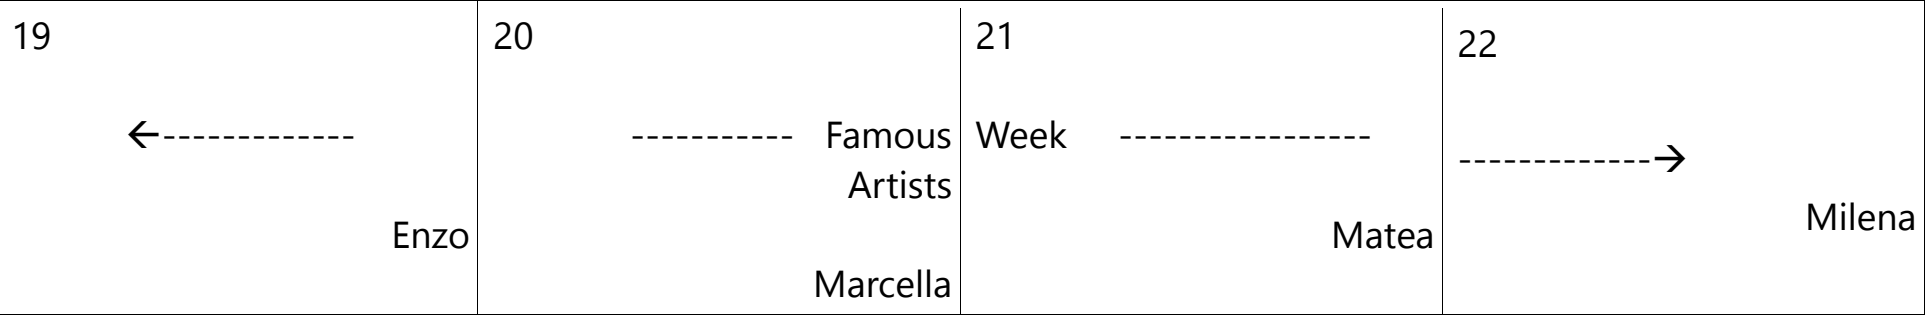 19
←-------------
Enzo
20
----------- Famous
Artists
Marcella
21
Week -----------------
Matea
22
-------------→
Milena